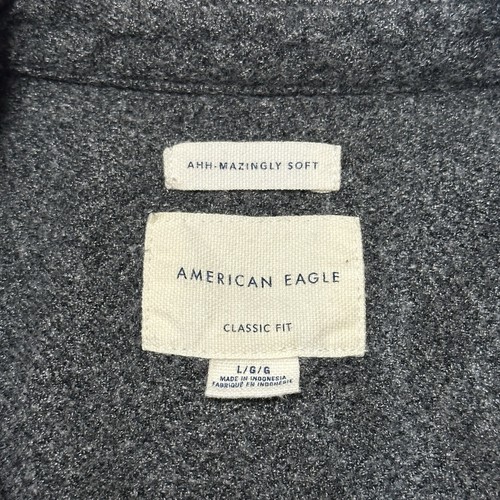 AHH-MAZINGLY SOFT
AMERICAN EAGLE
CLASSIC FIT
L/G/G
MADE IN INDONESIA
FABRIQUÉ EN INDONÉSIE